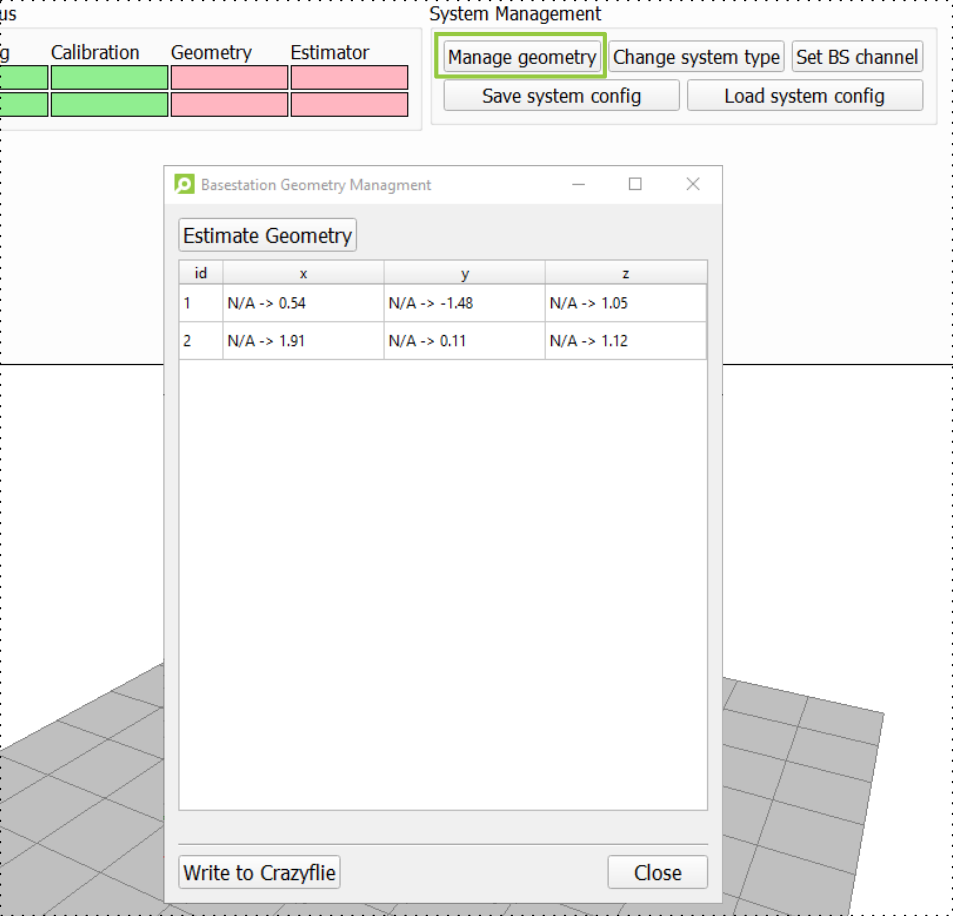 us System Management
g Calibration Geometry Estimator
Manage geometry Change system type Set BS channel
Save system config Load system config
Basestation Geometry Managment
Estimate Geometry
id x y z
1 N/A -> 0.54 N/A -> -1.48 N/A -> 1.05
2 N/A -> 1.91 N/A -> 0.11 N/A -> 1.12
Write to Crazyflie Close